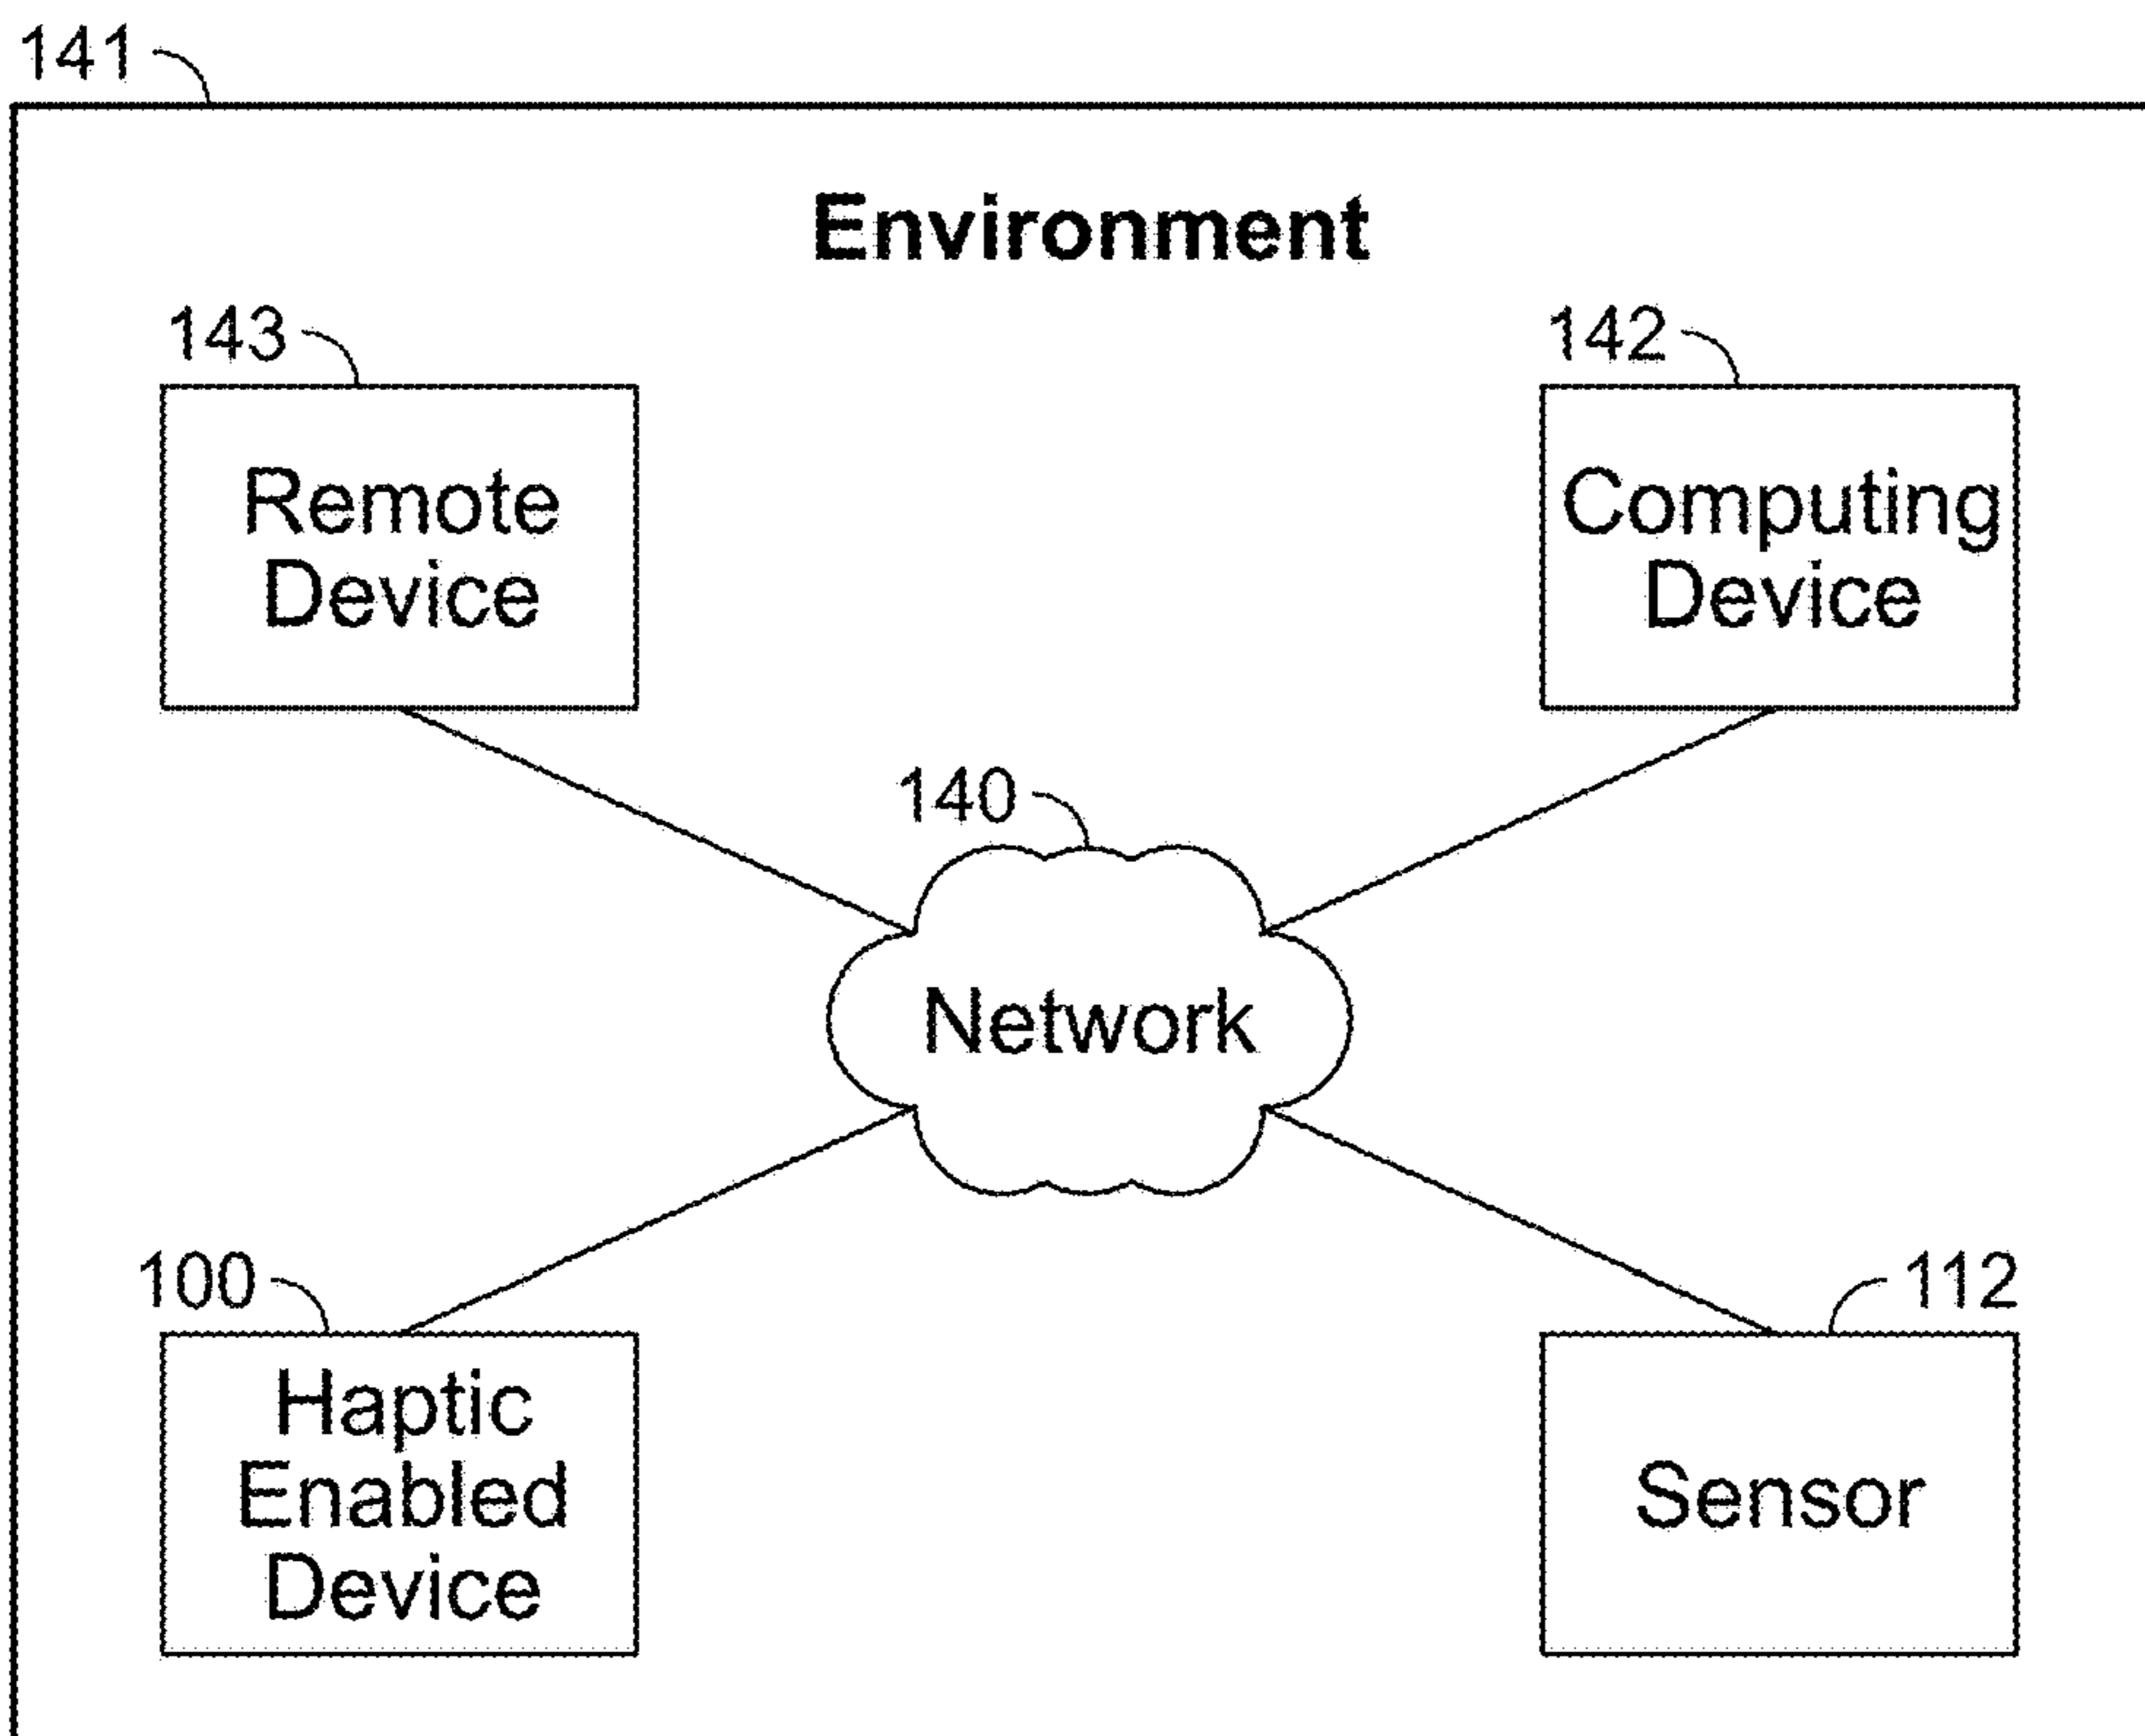 141
Environment
143
142
Remote
Device
Computing
Device
140
Network
100
112
Haptic
Enabled
Device
Sensor